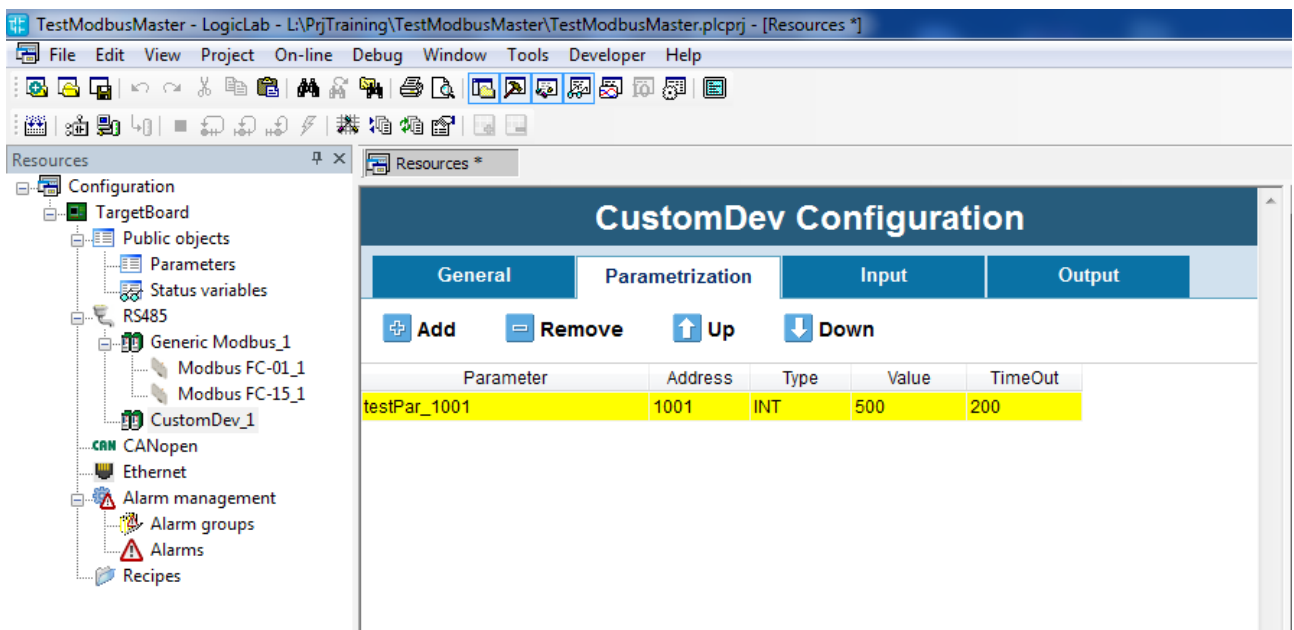 TestModbusMaster - LogicLab - L:\PrjTraining\TestModbusMaster\TestModbusMaster.plcprj - [Resources *]
File Edit View Project On-line Debug Window Tools Developer Help
Resources
Configuration
TargetBoard
Public objects
Parameters
Status variables
RS485
Generic Modbus_1
Modbus FC-01_1
Modbus FC-15_1
CustomDev_1
CAN CANopen
Ethernet
Alarm management
Alarm groups
Alarms
Recipes
Resources *
CustomDev Configuration
General Parametrization Input Output
Add Remove Up Down
Parameter Address Type Value TimeOut
testPar_1001 1001 INT 500 200